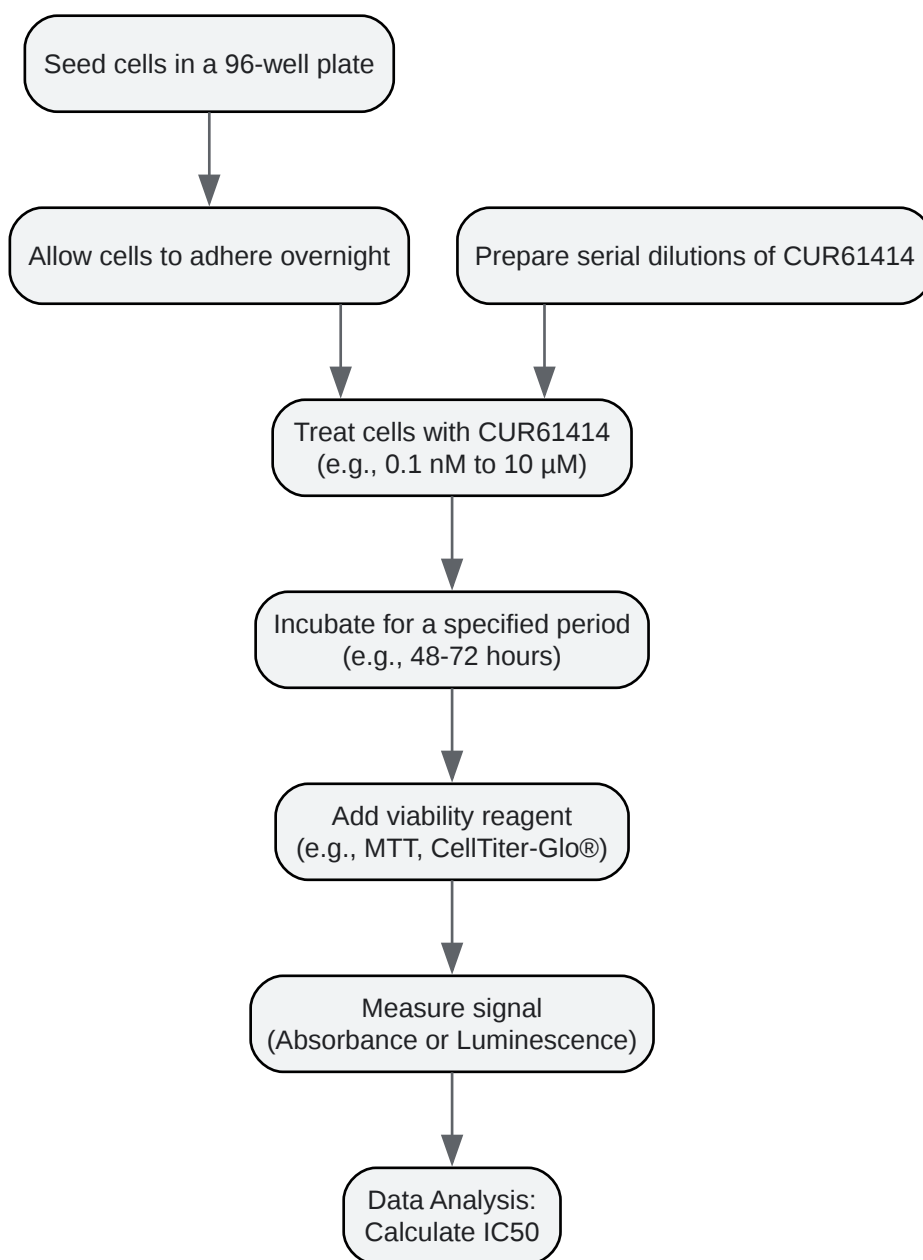 Seed cells in a 96-well plate
Allow cells to adhere overnight
Prepare serial dilutions of CUR61414
Treat cells with CUR61414
(e.g., 0.1 nM to 10 µM)
Incubate for a specified period
(e.g., 48-72 hours)
Add viability reagent
(e.g., MTT, CellTiter-Glo®)
Measure signal
(Absorbance or Luminescence)
Data Analysis:
Calculate IC50